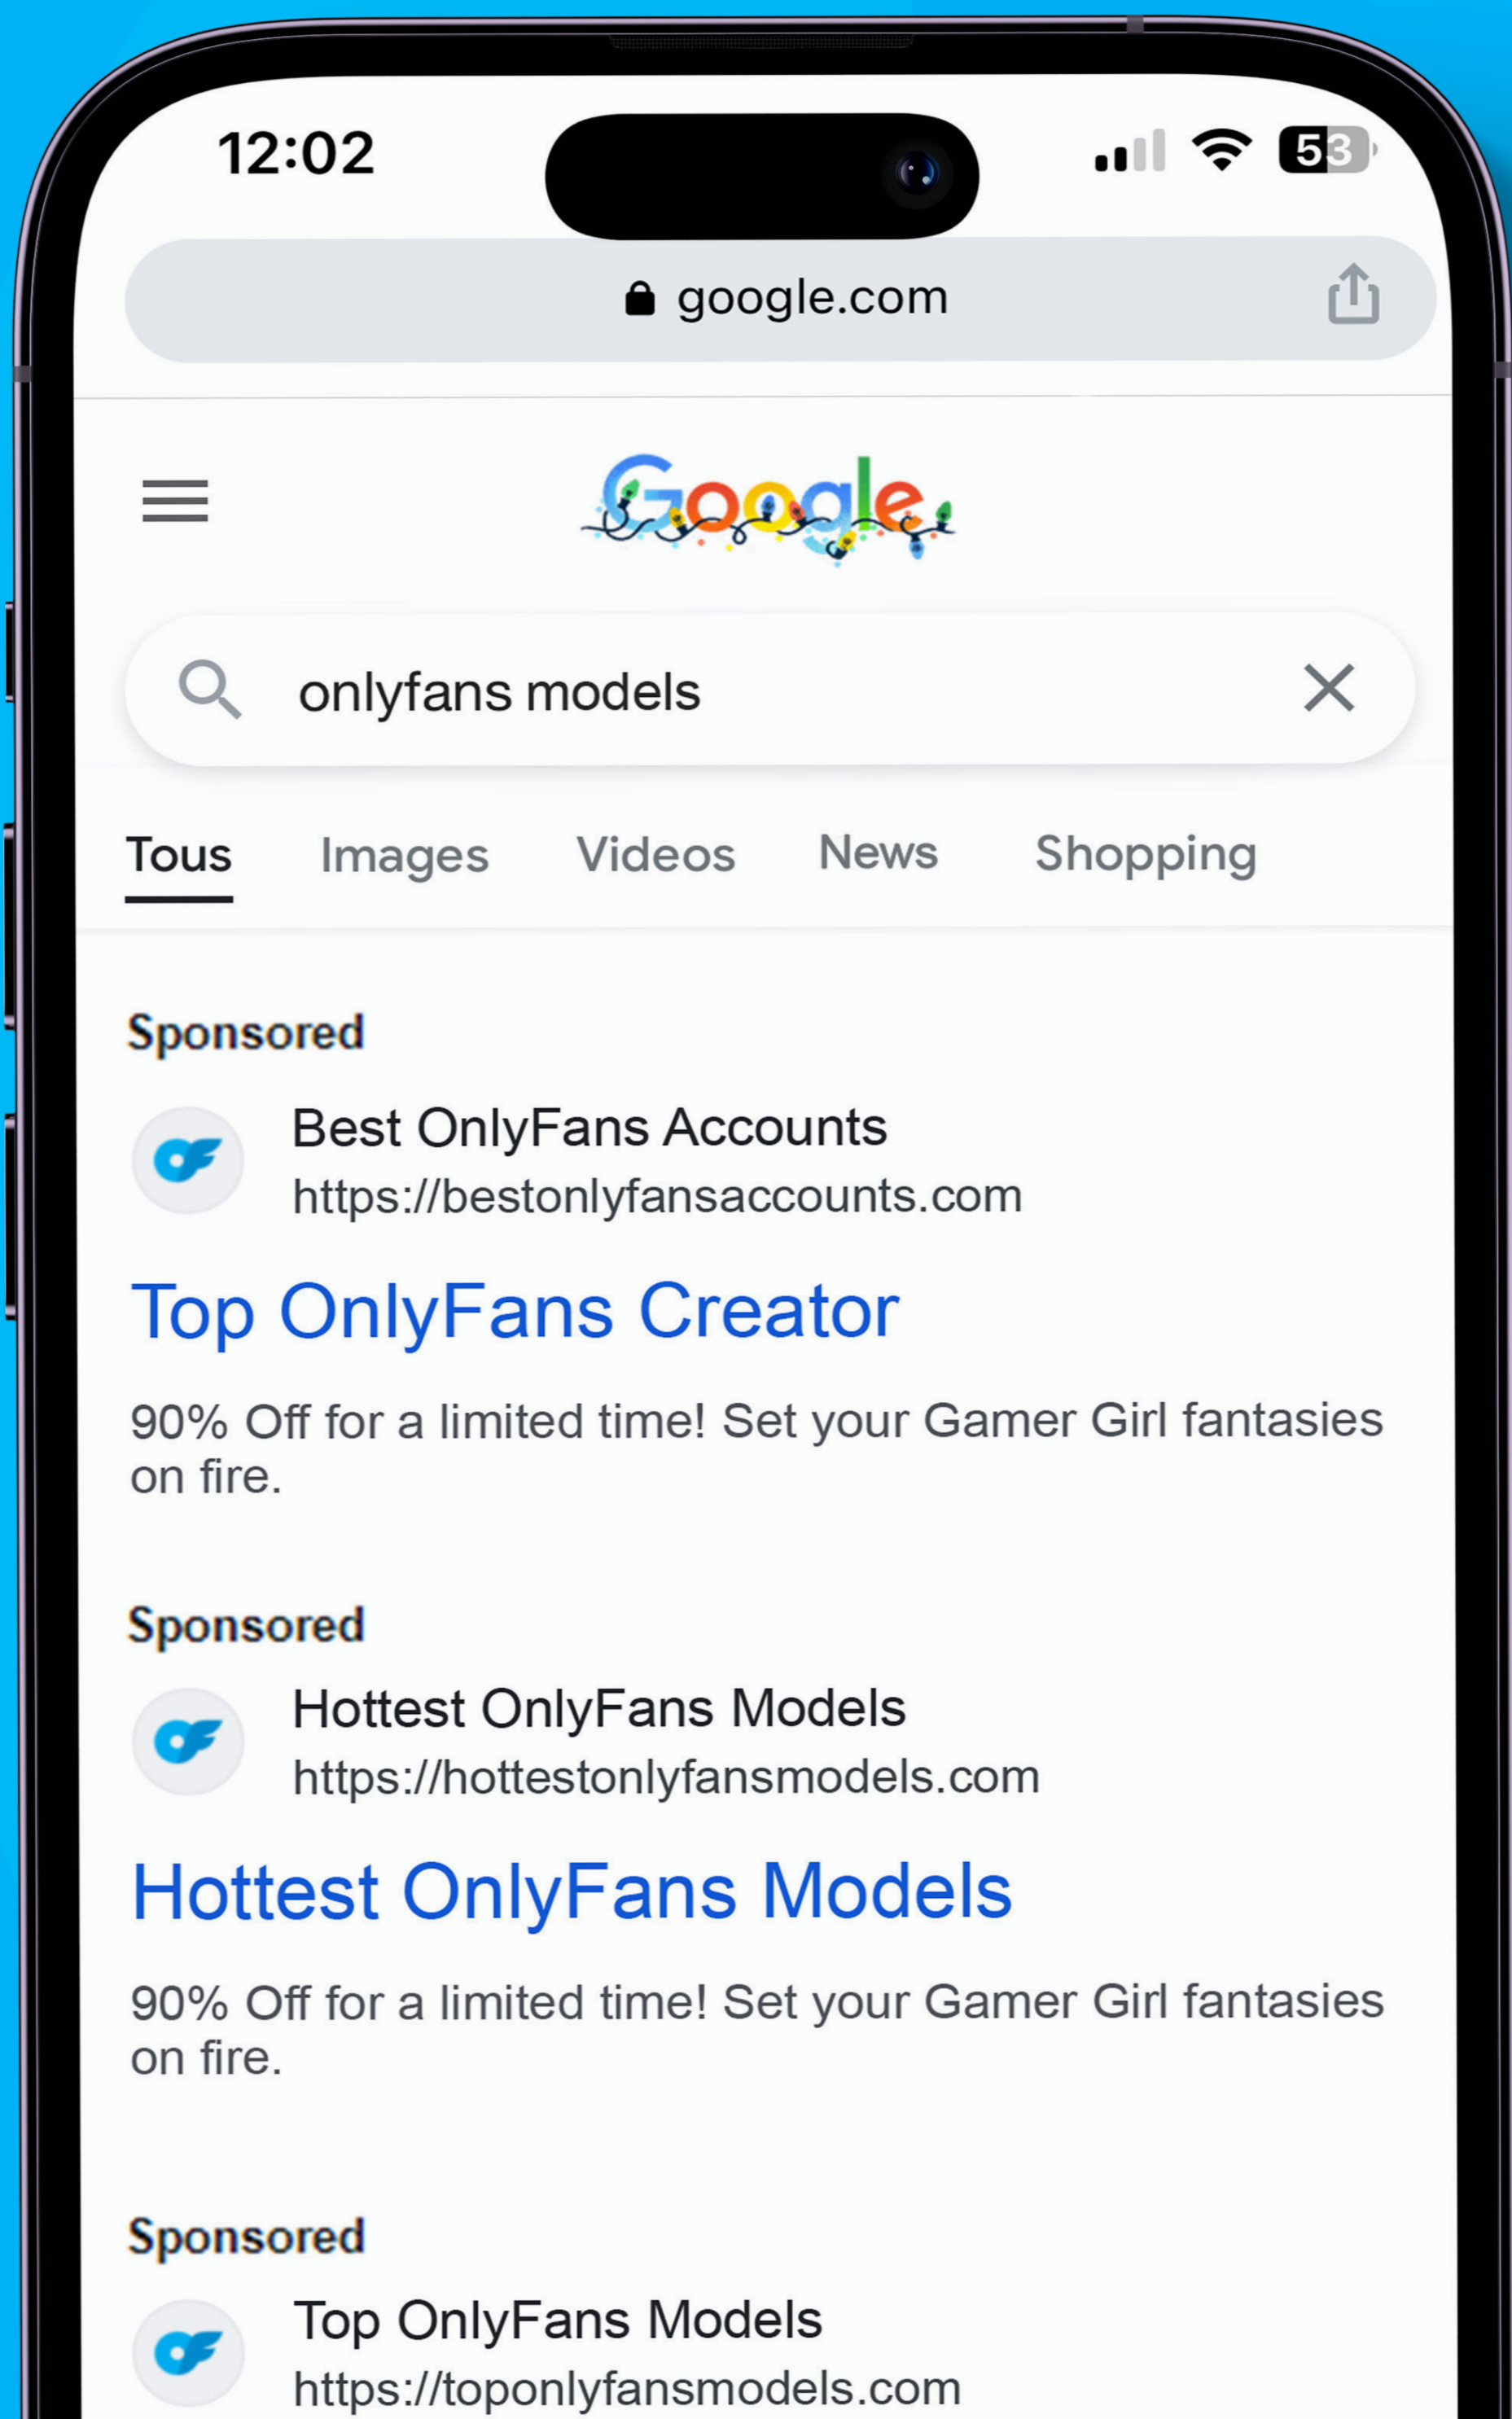 12:02
53
google.com
Google
onlyfans models
Tous Images Videos News Shopping
Sponsored
Best OnlyFans Accounts
https://bestonlyfansaccounts.com
Top OnlyFans Creator
90% Off for a limited time! Set your Gamer Girl fantasies
on fire.
Sponsored
Hottest OnlyFans Models
https://hottestonlyfansmodels.com
Hottest OnlyFans Models
90% Off for a limited time! Set your Gamer Girl fantasies
on fire.
Sponsored
Top OnlyFans Models
https://toponlyfansmodels.com